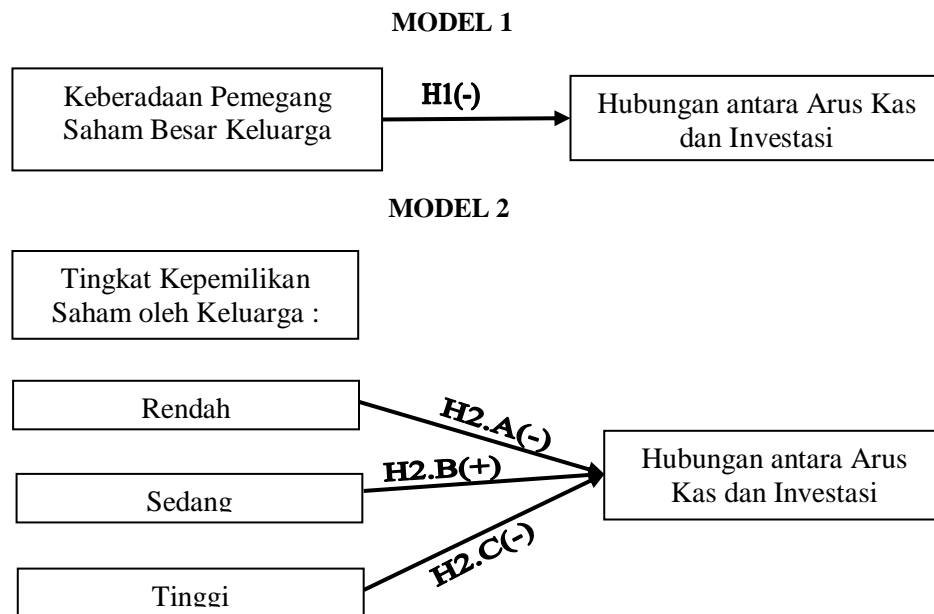 MODEL 1
Keberadaan Pemegang
Saham Besar Keluarga
H1(-)
Hubungan antara Arus Kas
dan Investasi
MODEL 2
Tingkat Kepemilikan
Saham oleh Keluarga :
Rendah
H2.A(-)
Sedang
H2.B(+)
Tinggi
H2.C(-)
Hubungan antara Arus
Kas dan Investasi